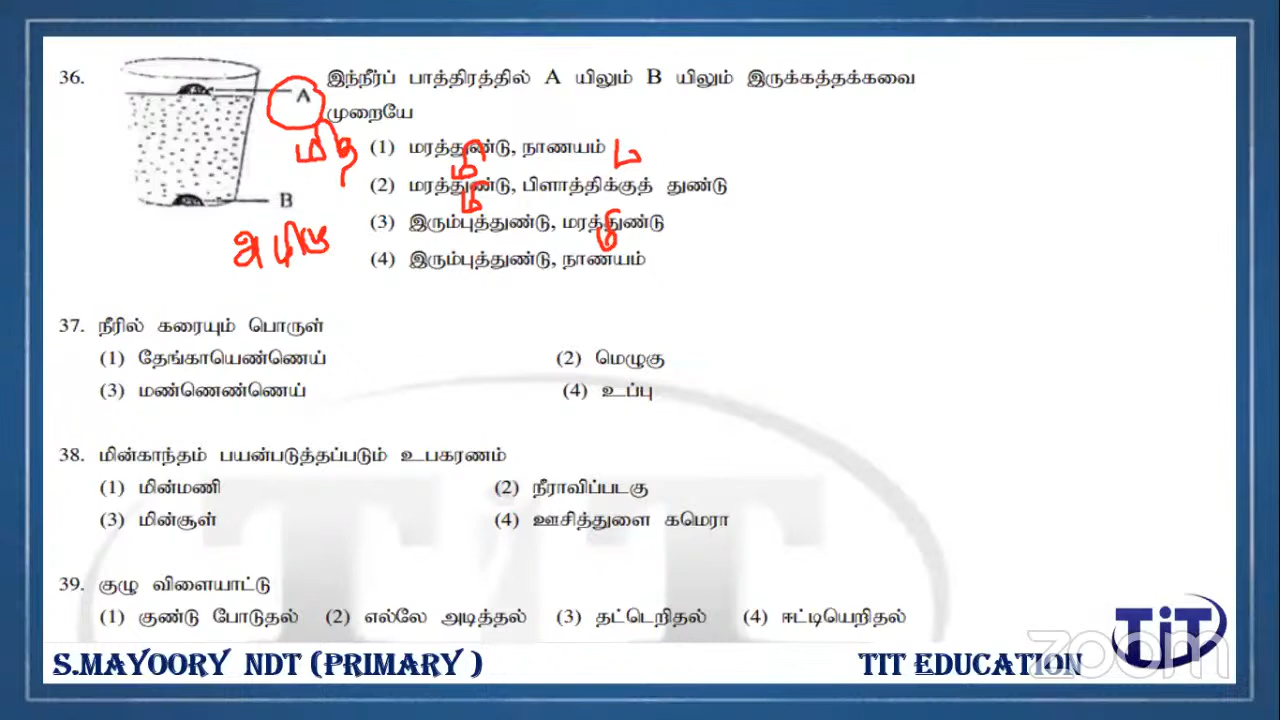 36. இந்நீர்ப் பாத்திரத்தில் A யிலும் B யிலும் இருக்கத்தக்கவை
A
முறையே
(1) மரத்துண்டு, நாணயம்
(2) மரத்துண்டு, பிளாத்திக்குத் துண்டு
B
(3) இரும்புத்துண்டு, மரத்துண்டு
(4) இரும்புத்துண்டு, நாணயம்
37. நீரில் கரையும் பொருள்
(1) தேங்காயெண்ணெய் (2) மெழுகு
(3) மண்ணெண்ணெய் (4) உப்பு
38. மின்காந்தம் பயன்படுத்தப்படும் உபகரணம்
(1) மின்மணி (2) நீராவிப்படகு
(3) மின்சூள் (4) ஊசித்துளை கமெரா
39. குழு விளையாட்டு
(1) குண்டு போடுதல் (2) எல்லே அடித்தல் (3) தட்டெறிதல் (4) ஈட்டியெறிதல்
TiT
S.MAYOORY NDT (PRIMARY ) TIT EDUCATION
zoom